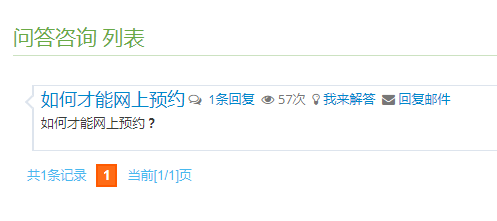 问答咨询 列表
如何才能网上预约 1条回复 57次 我来解答 回复邮件
如何才能网上预约？
共1条记录 1 当前[1/1]页